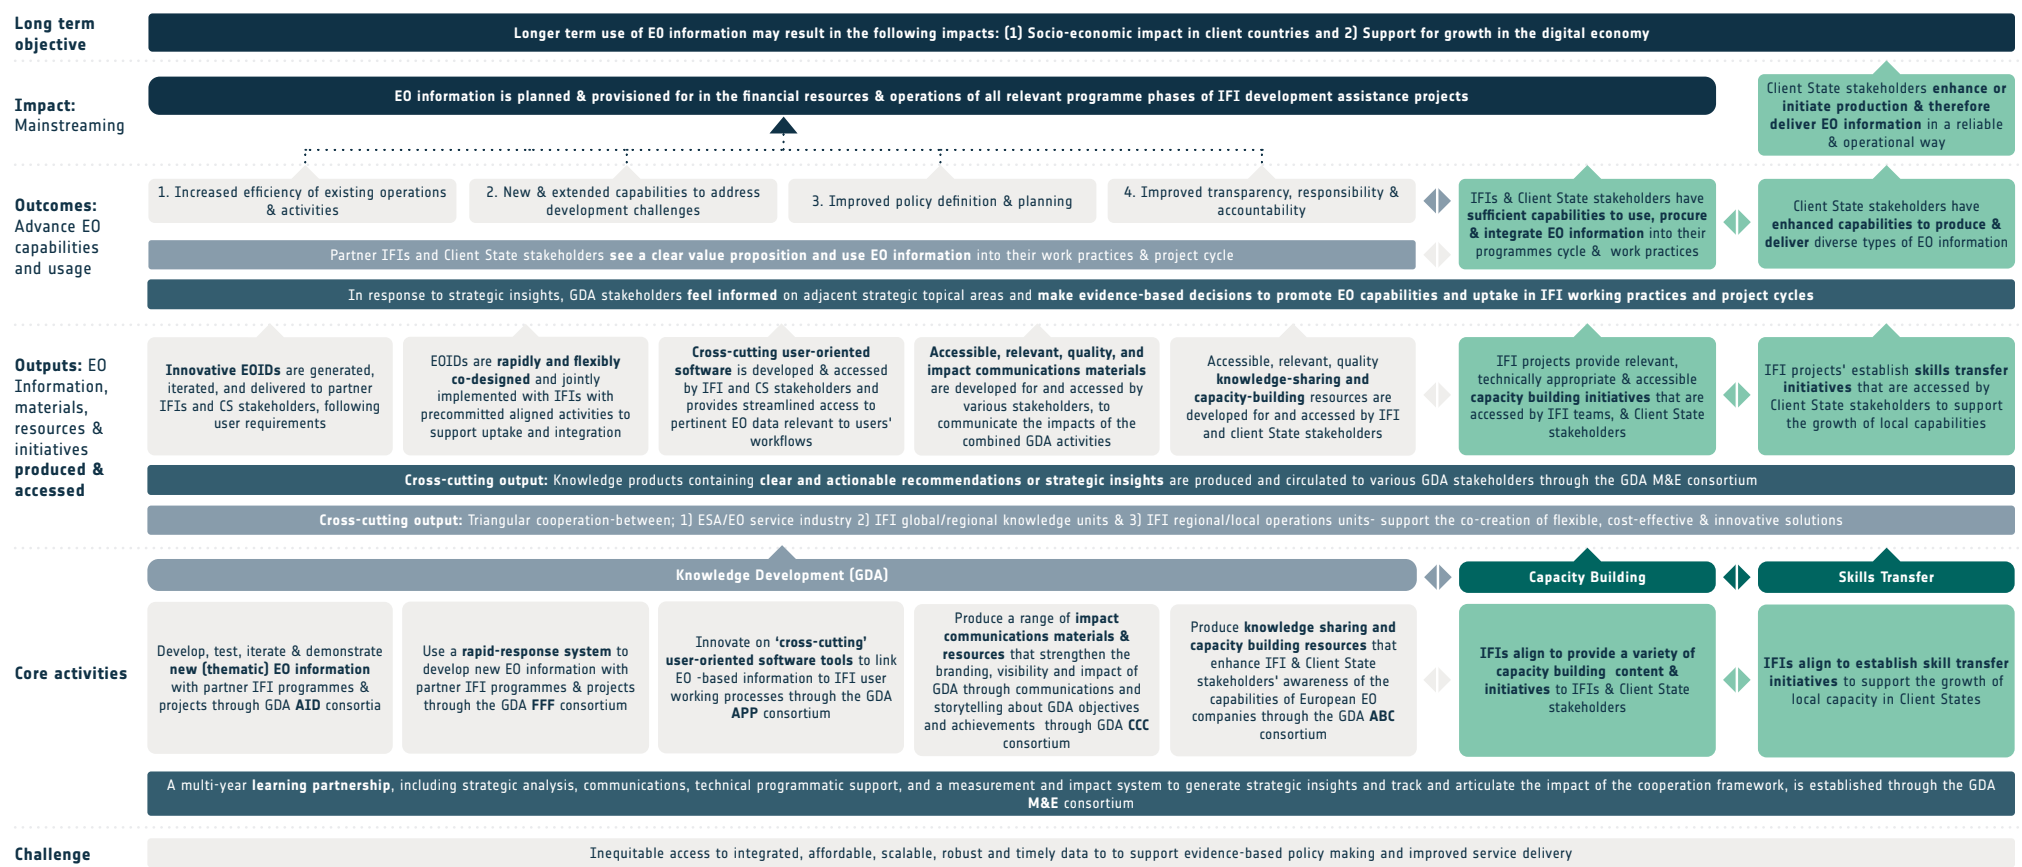 Long term
objective
Longer term use of EO information may result in the following impacts: (1) Socio-economic impact in client countries and 2) Support for growth in the digital economy
Impact:
Mainstreaming
EO information is planned & provisioned for in the financial resources & operations of all relevant programme phases of IFI development assistance projects
Client State stakeholders enhance or
initiate production & therefore
deliver EO information in a reliable
& operational way
Outcomes:
Advance EO
capabilities
and usage
1. Increased efficiency of existing operations
& activities
2. New & extended capabilities to address
development challenges
3. Improved policy definition & planning
4. Improved transparency, responsibility &
accountability
IFIs & Client State stakeholders have
sufficient capabilities to use, procure
& integrate EO information into their
programmes cycle & work practices
Client State stakeholders have
enhanced capabilities to produce &
deliver diverse types of EO information
Partner IFIs and Client State stakeholders see a clear value proposition and use EO information into their work practices & project cycle
In response to strategic insights, GDA stakeholders feel informed on adjacent strategic topical areas and make evidence-based decisions to promote EO capabilities and uptake in IFI working practices and project cycles
Outputs: EO
Information,
materials,
resources &
initiatives
produced &
accessed
Innovative EOIDs are generated,
iterated, and delivered to partner
IFIs and CS stakeholders, following
user requirements
EOIDs are rapidly and flexibly
co-designed and jointly
implemented with IFIs with
precommitted aligned activities to
support uptake and integration
Cross-cutting user-oriented
software is developed & accessed
by IFI and CS stakeholders and
provides streamlined access to
pertinent EO data relevant to users'
workflows
Accessible, relevant, quality, and
impact communications materials
are developed for and accessed by
various stakeholders, to
communicate the impacts of the
combined GDA activities
Accessible, relevant, quality
knowledge-sharing and
capacity-building resources are
developed for and accessed by IFI
and client State stakeholders
IFI projects provide relevant,
technically appropriate & accessible
capacity building initiatives that are
accessed by IFI teams, & Client State
stakeholders
IFI projects' establish skills transfer
initiatives that are accessed by
Client State stakeholders to support
the growth of local capabilities
Cross-cutting output: Knowledge products containing clear and actionable recommendations or strategic insights are produced and circulated to various GDA stakeholders through the GDA M&E consortium
Cross-cutting output: Triangular cooperation-between; 1) ESA/EO service industry 2) IFI global/regional knowledge units & 3) IFI regional/local operations units- support the co-creation of flexible, cost-effective & innovative solutions
Knowledge Development (GDA)
Capacity Building
Skills Transfer
Core activities
Develop, test, iterate & demonstrate
new (thematic) EO information
with partner IFI programmes &
projects through GDA AID consortia
Use a rapid-response system to
develop new EO information with
partner IFI programmes & projects
through the GDA FFF consortium
Innovate on ‘cross-cutting’
user-oriented software tools to link
EO -based information to IFI user
working processes through the GDA
APP consortium
Produce a range of impact
communications materials &
resources that strengthen the
branding, visibility and impact of
GDA through communications and
storytelling about GDA objectives
and achievements through GDA CCC
consortium
Produce knowledge sharing and
capacity building resources that
enhance IFI & Client State
stakeholders' awareness of the
capabilities of European EO
companies through the GDA ABC
consortium
IFIs align to provide a variety of
capacity building content &
initiatives to IFIs & Client State
stakeholders
IFIs align to establish skill transfer
initiatives to support the growth of
local capacity in Client States
A multi-year learning partnership, including strategic analysis, communications, technical programmatic support, and a measurement and impact system to generate strategic insights and track and articulate the impact of the cooperation framework, is established through the GDA
M&E consortium
Challenge
Inequitable access to integrated, affordable, scalable, robust and timely data to to support evidence-based policy making and improved service delivery